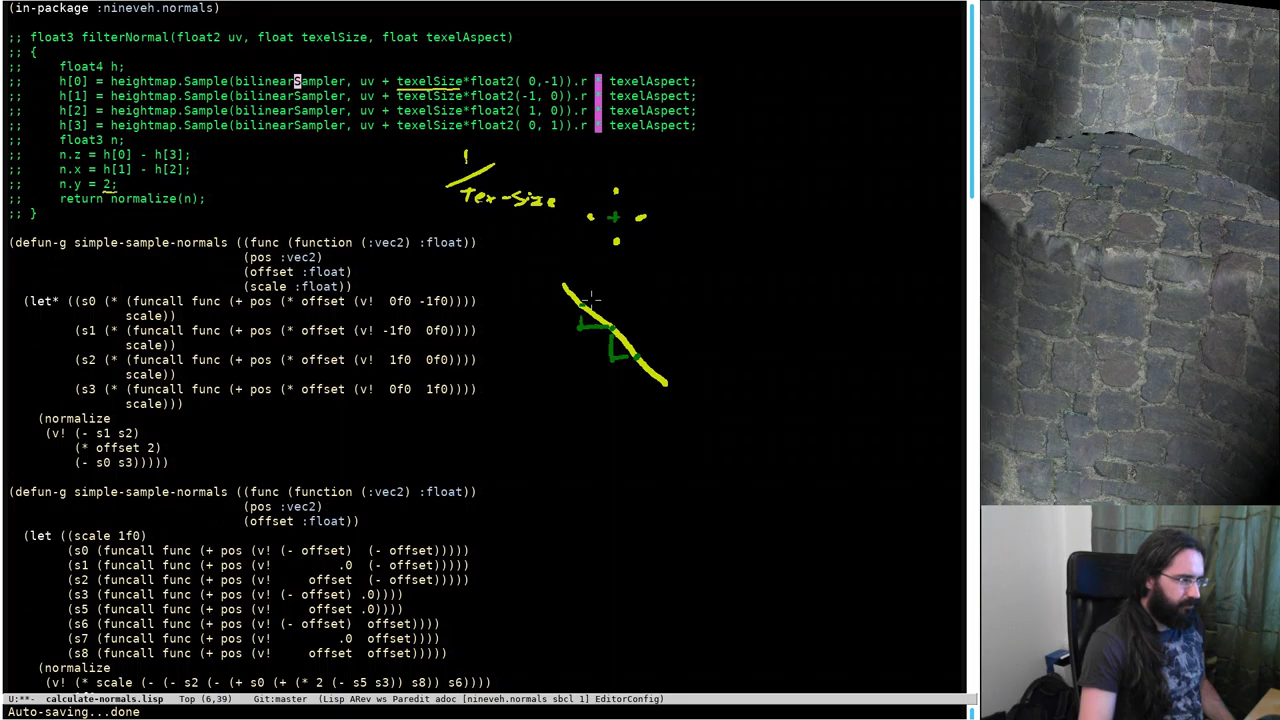 (in-package :nineveh.normals)
;; float3 filterNormal(float2 uv, float texelSize, float texelAspect)
;; {
;;     float4 h;
;;     h[0] = heightmap.Sample(bilinearSampler, uv + texelSize*float2( 0,-1)).r * texelAspect;
;;     h[1] = heightmap.Sample(bilinearSampler, uv + texelSize*float2(-1, 0)).r * texelAspect;
;;     h[2] = heightmap.Sample(bilinearSampler, uv + texelSize*float2( 1, 0)).r * texelAspect;
;;     h[3] = heightmap.Sample(bilinearSampler, uv + texelSize*float2( 0, 1)).r * texelAspect;
;;     float3 n;
;;     n.z = h[0] - h[3];
;;     n.x = h[1] - h[2];
;;     n.y = 2;
;;     return normalize(n);
;; }
1/
Tex-Size
(defun-g simple-sample-normals ((func (function (:vec2) :float))
                                (pos :vec2)
                                (offset :float)
                                (scale :float))
  (let* ((s0 (* (funcall func (+ pos (* offset (v!  0f0 -1f0))))
                scale))
         (s1 (* (funcall func (+ pos (* offset (v! -1f0  0f0))))
                scale))
         (s2 (* (funcall func (+ pos (* offset (v!  1f0  0f0))))
                scale))
         (s3 (* (funcall func (+ pos (* offset (v!  0f0  1f0))))
                scale)))
    (normalize
     (v! (- s1 s2)
         (* offset 2)
         (- s0 s3)))))
(defun-g simple-sample-normals ((func (function (:vec2) :float))
                                (pos :vec2)
                                (offset :float))
  (let ((scale 1f0)
        (s0 (funcall func (+ pos (v! (- offset)  (- offset)))))
        (s1 (funcall func (+ pos (v!         .0  (- offset)))))
        (s2 (funcall func (+ pos (v!     offset  (- offset)))))
        (s3 (funcall func (+ pos (v! (- offset) .0))))
        (s5 (funcall func (+ pos (v!     offset .0))))
        (s6 (funcall func (+ pos (v! (- offset)  offset))))
        (s7 (funcall func (+ pos (v!         .0  offset))))
        (s8 (funcall func (+ pos (v!     offset  offset)))))
    (normalize
     (v! (* scale (- (- s2 (- (+ s0 (+ (* 2 (- s5 s3)) s8)) s6))))
U:**-  calculate-normals.lisp   Top (6,39)     Git:master  (Lisp ARev ws Paredit adoc [nineveh.normals sbcl 1] EditorConfig)
Auto-saving...done